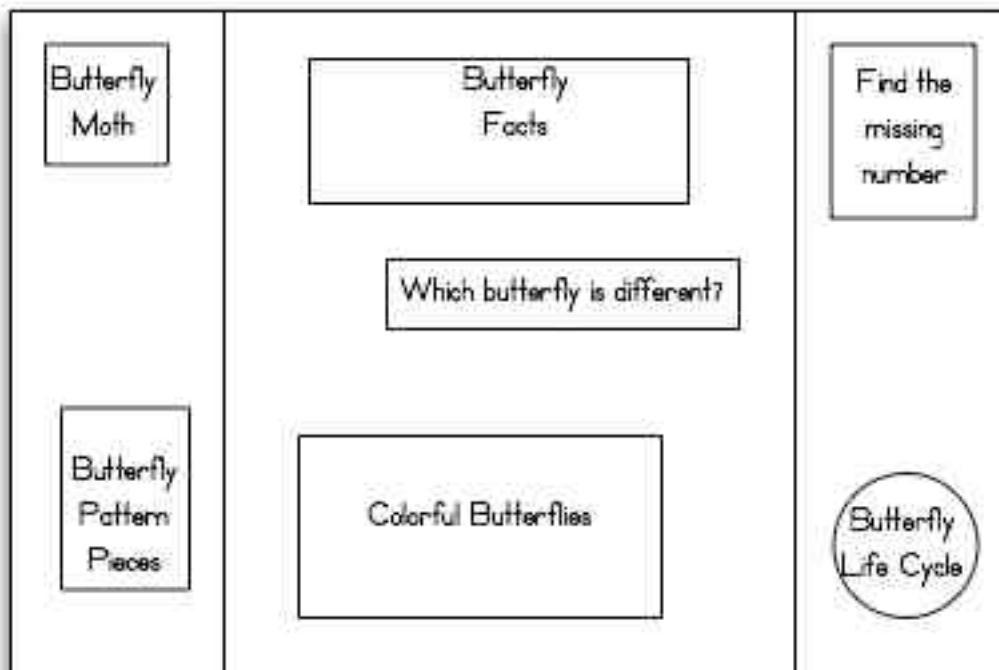 Butterfly
Moth
Butterfly
Facts
Find the
missing
number
Which butterfly is different?
Butterfly
Pattern
Pieces
Colorful Butterflies
Butterfly
Life Cycle